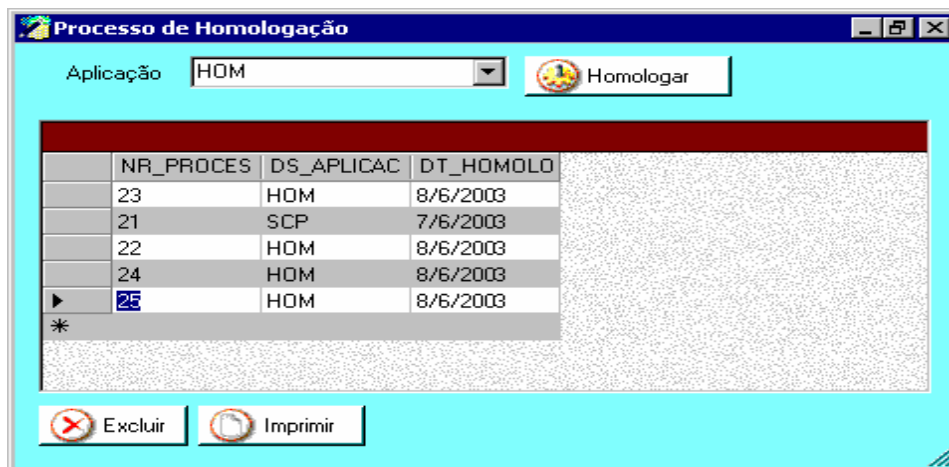 Processo de Homologação
Aplicação HOM Homologar
NR_PROCES DS_APLICAC DT_HOMOLO
23 HOM 8/6/2003
21 SCP 7/6/2003
22 HOM 8/6/2003
24 HOM 8/6/2003
25 HOM 8/6/2003
Excluir Imprimir